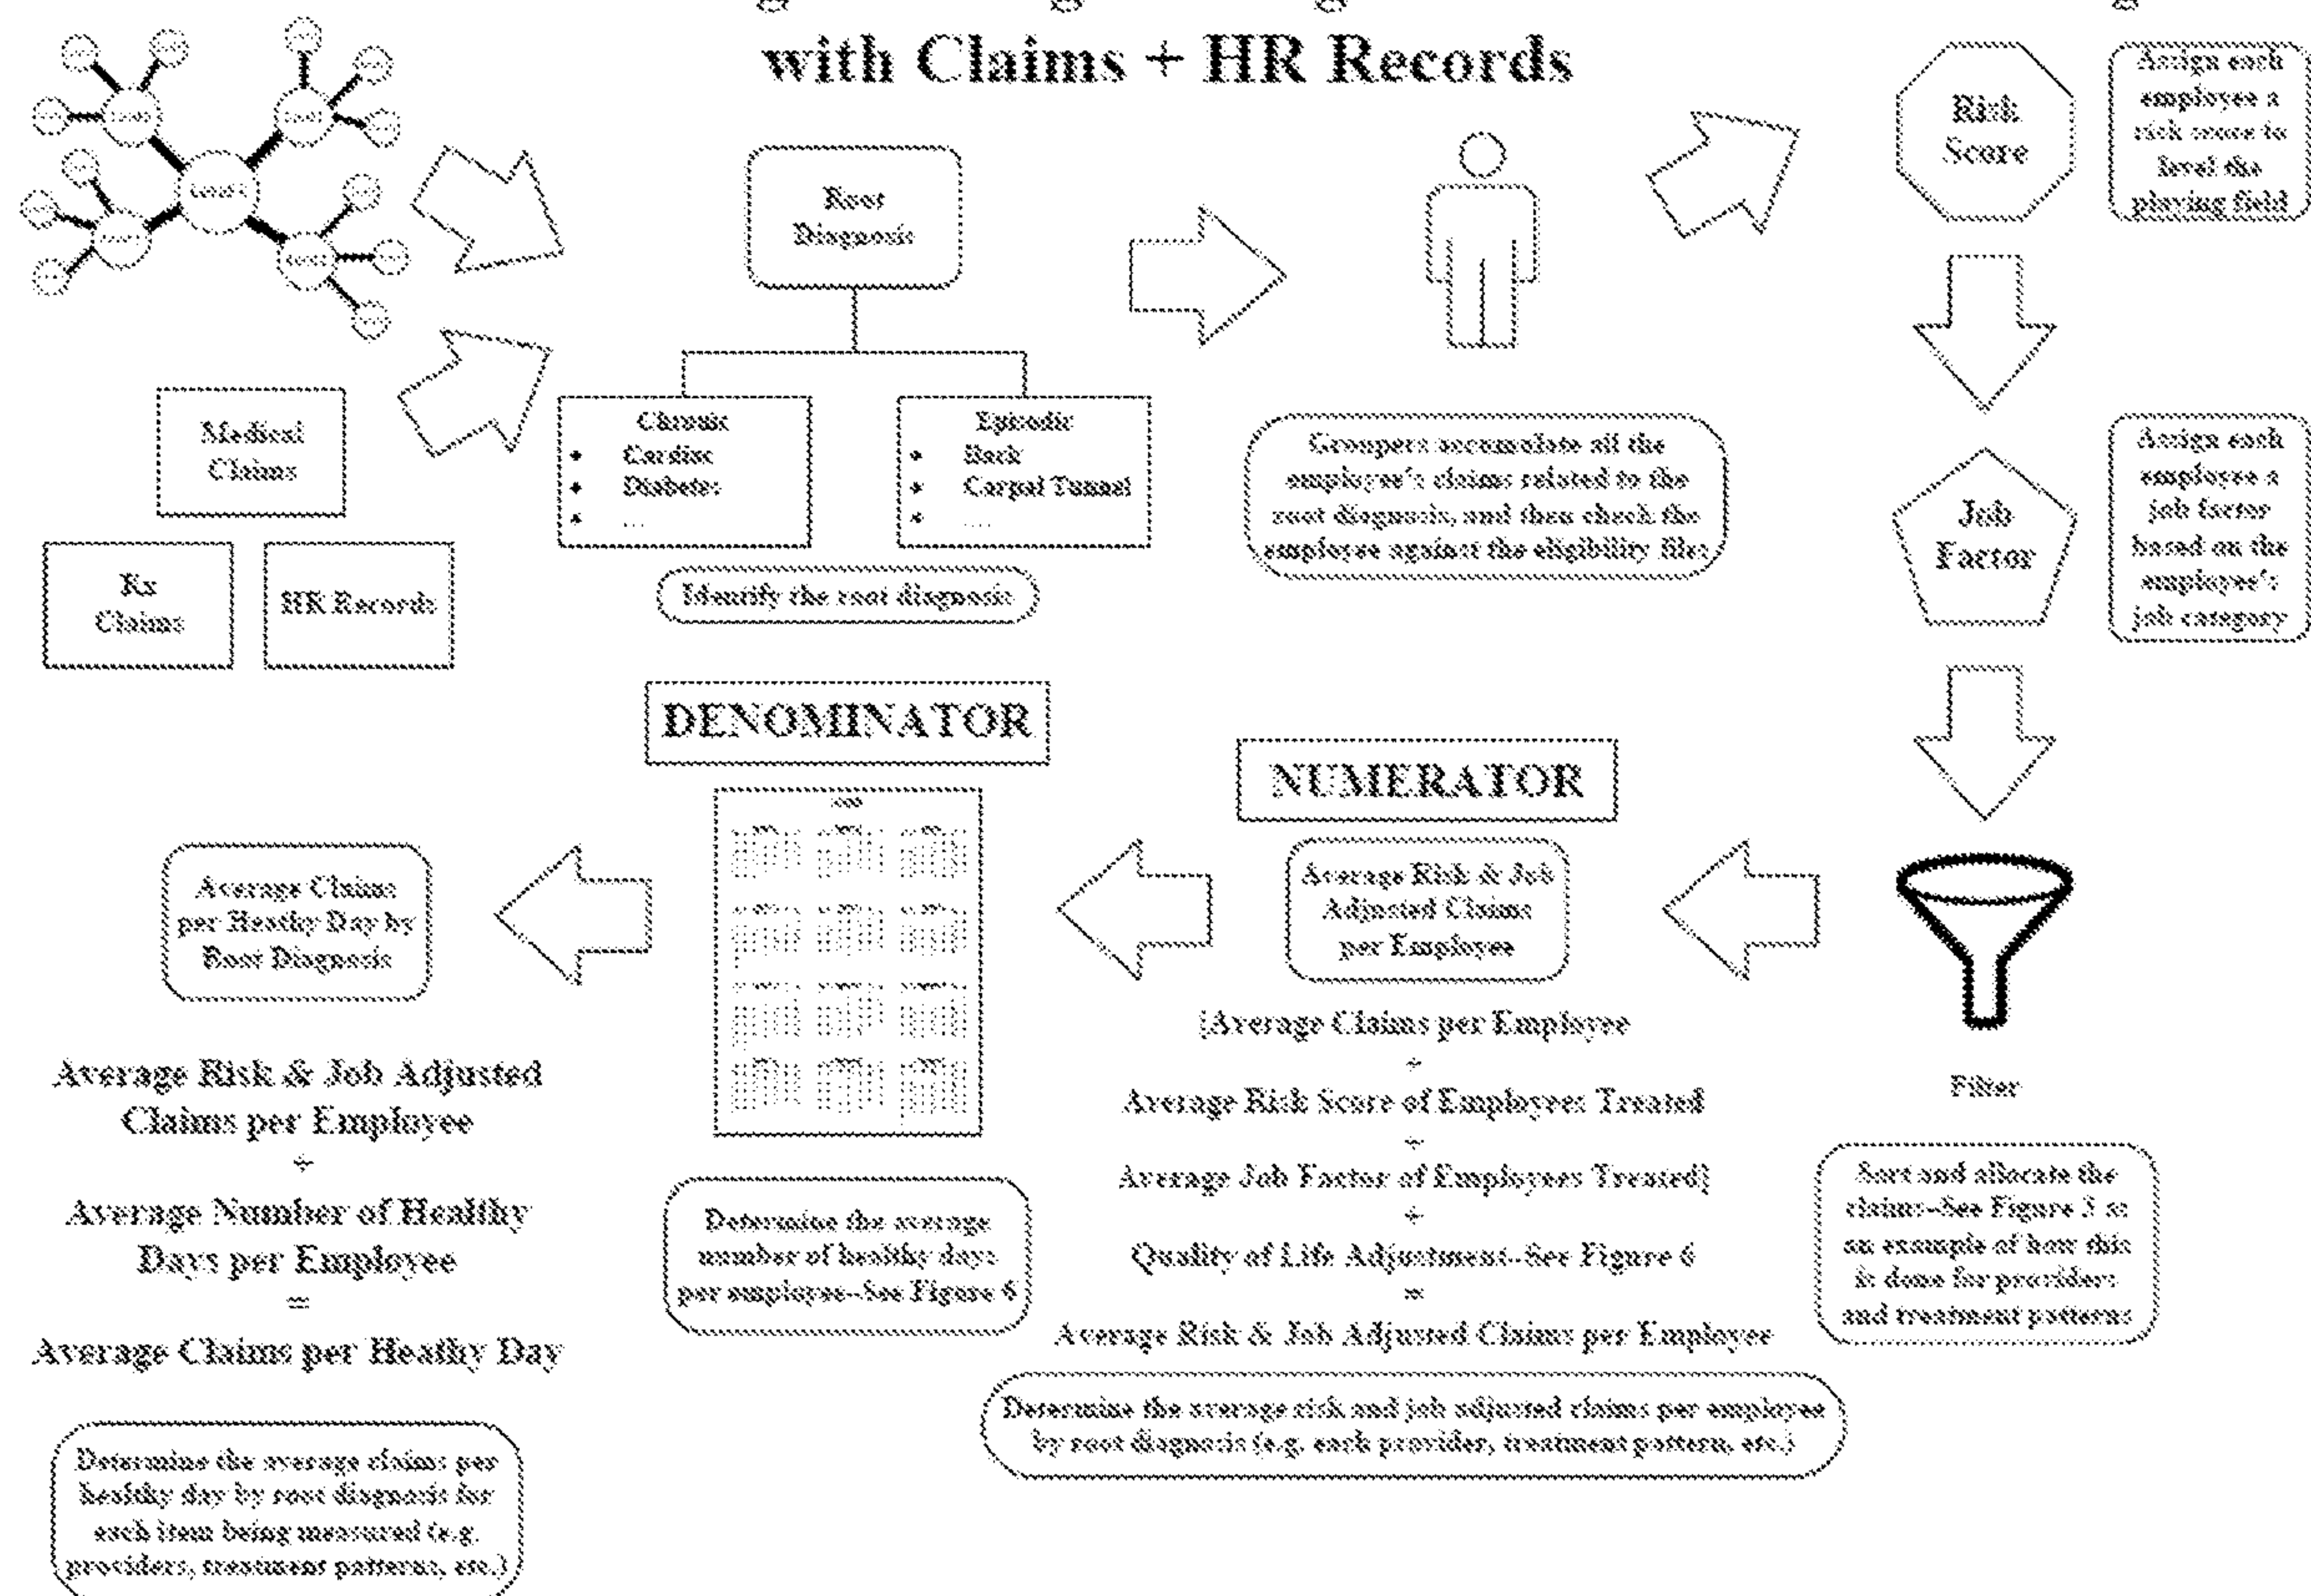 with Claims + HR Records
Risk
Score
Assign each
employee a
risk score to
level the
playing field
Root
Diagnosis
Medical
Claims
Rx
Claims
HR Records
Chronic
• Cardiac
• Diabetes
• ...
Episodic
• Back
• Carpal Tunnel
• ....
Identify the root diagnosis
Groupers accumulate all the
employee's claims related to the
root diagnosis, and then check the
employee against the eligibility files
Job
Factor
Assign each
employee a
job factor
based on the
employee's
job category
DENOMINATOR
NUMERATOR
Average Risk & Job
Adjusted Claims
per Employee
Average Claims
per Heathy Day by
Root Diagnosis
[Average Claims per Employee
÷
Average Risk Score of Employees Treated
÷
Average Job Factor of Employees Treated]
+
Quality of Life Adjustment--See Figure 6
=
Average Risk & Job Adjusted Claims per Employee
Filter
Sort and allocate the
claims--See Figure 3 as
an example of how this
is done for providers
and treatment patterns
Average Risk & Job Adjusted
Claims per Employee
÷
Average Number of Healthy
Days per Employee
=
Average Claims per Heathy Day
Determine the average
number of healthy days
per employee--See Figure 6
Determine the average risk and job adjusted claims per employee
by root diagnosis (e.g. each provider, treatment pattern, etc.)
Determine the average claims per
healthy day by root diagnosis for
each item being measured (e.g.
providers, treatment patterns, etc.)